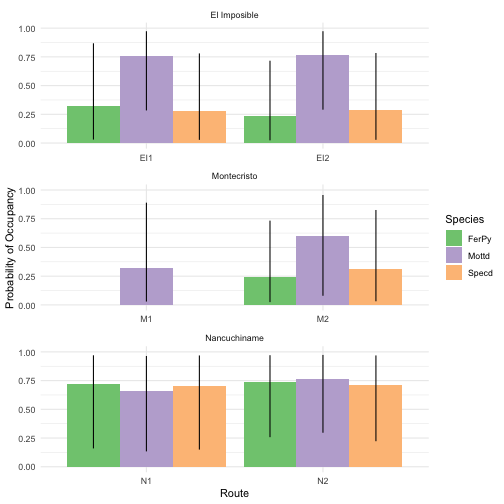 El Imposible
1.00
0.75
0.50
0.25
0.00
EI1
EI2
Montecristo
1.00
0.75
0.50
0.25
0.00
M1
M2
Nancuchiname
1.00
0.75
0.50
0.25
0.00
N1
N2
Route
Probability of Occupancy
Species
FerPy
Mottd
Specd